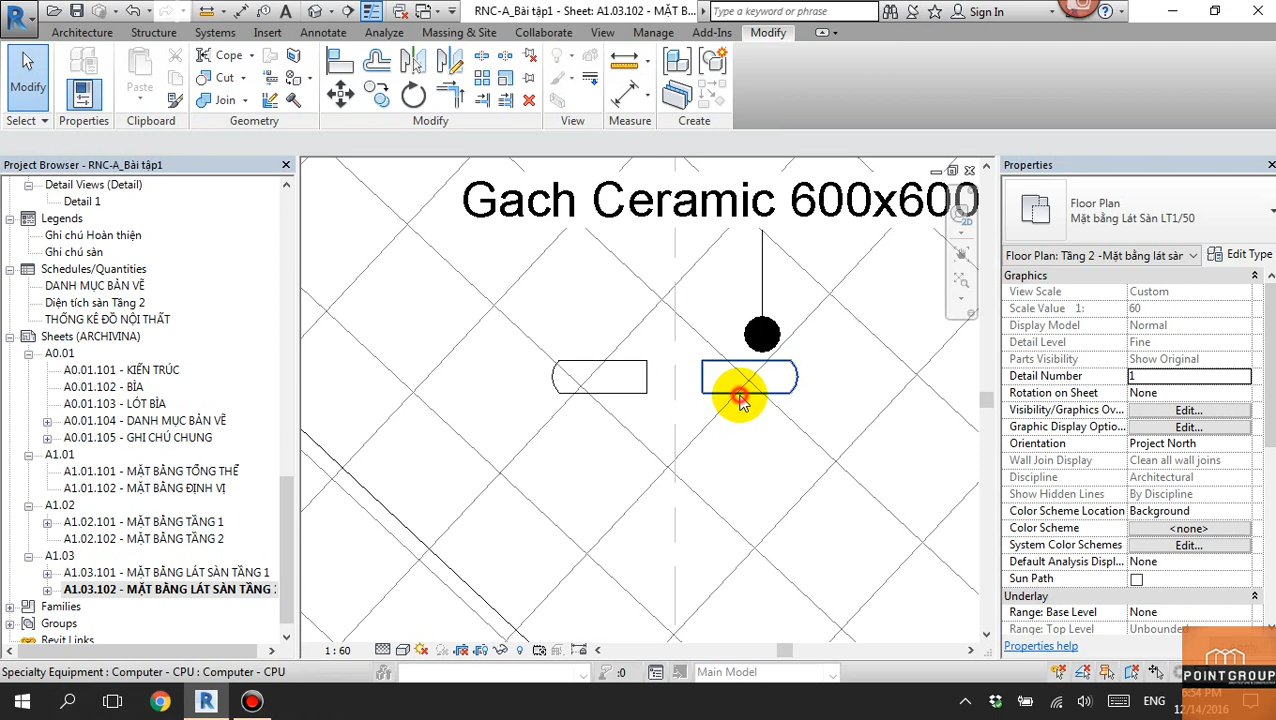 RNC-A_Bài tập1 - Sheet: A1.03.102 - MẶT B...
Type a keyword or phrase
Sign In
Architecture
Structure
Systems
Insert
Annotate
Analyze
Massing & Site
Collaborate
View
Manage
Add-Ins
Modify
Modify
Paste
Cope
Cut
Join
Select
Properties
Clipboard
Geometry
Modify
View
Measure
Create
Project Browser - RNC-A_Bài tập1
Detail Views (Detail)
Detail 1
Legends
Ghi chú Hoàn thiện
Ghi chú sàn
Schedules/Quantities
DANH MỤC BẢN VẼ
Diện tích sàn Tầng 2
THỐNG KÊ ĐỒ NỘI THẤT
Sheets (ARCHIVINA)
A0.01
A0.01.101 - KIẾN TRÚC
A0.01.102 - BÌA
A0.01.103 - LÓT BÌA
A0.01.104 - DANH MỤC BẢN VẼ
A0.01.105 - GHI CHÚ CHUNG
A1.01
A1.01.101 - MẶT BẰNG TỔNG THỂ
A1.01.102 - MẶT BẰNG ĐỊNH VỊ
A1.02
A1.02.101 - MẶT BẰNG TẦNG 1
A1.02.102 - MẶT BẰNG TẦNG 2
A1.03
A1.03.101 - MẶT BẰNG LÁT SÀN TẦNG 1
A1.03.102 - MẶT BẰNG LÁT SÀN TẦNG
Families
Groups
Revit Links
Gach Ceramic 600x600
2D
1 : 60
Properties
Floor Plan
Mặt bằng Lát Sàn LT1/50
Floor Plan: Tầng 2 -Mặt bằng lát sàr
Edit Type
Graphics
View Scale Custom
Scale Value 1: 60
Display Model Normal
Detail Level Fine
Parts Visibility Show Original
Detail Number 1
Rotation on Sheet None
Visibility/Graphics Ov... Edit...
Graphic Display Optio... Edit...
Orientation Project North
Wall Join Display Clean all wall joins
Discipline Architectural
Show Hidden Lines By Discipline
Color Scheme Location Background
Color Scheme <none>
System Color Schemes Edit...
Default Analysis Displ... None
Sun Path
Underlay
Range: Base Level None
Range: Top Level Unbounded
Properties help
Specialty Equipment : Computer - CPU : Computer - CPU
:0
Main Model
POINTGROUP
ENG
6:54 PM
12/14/2016